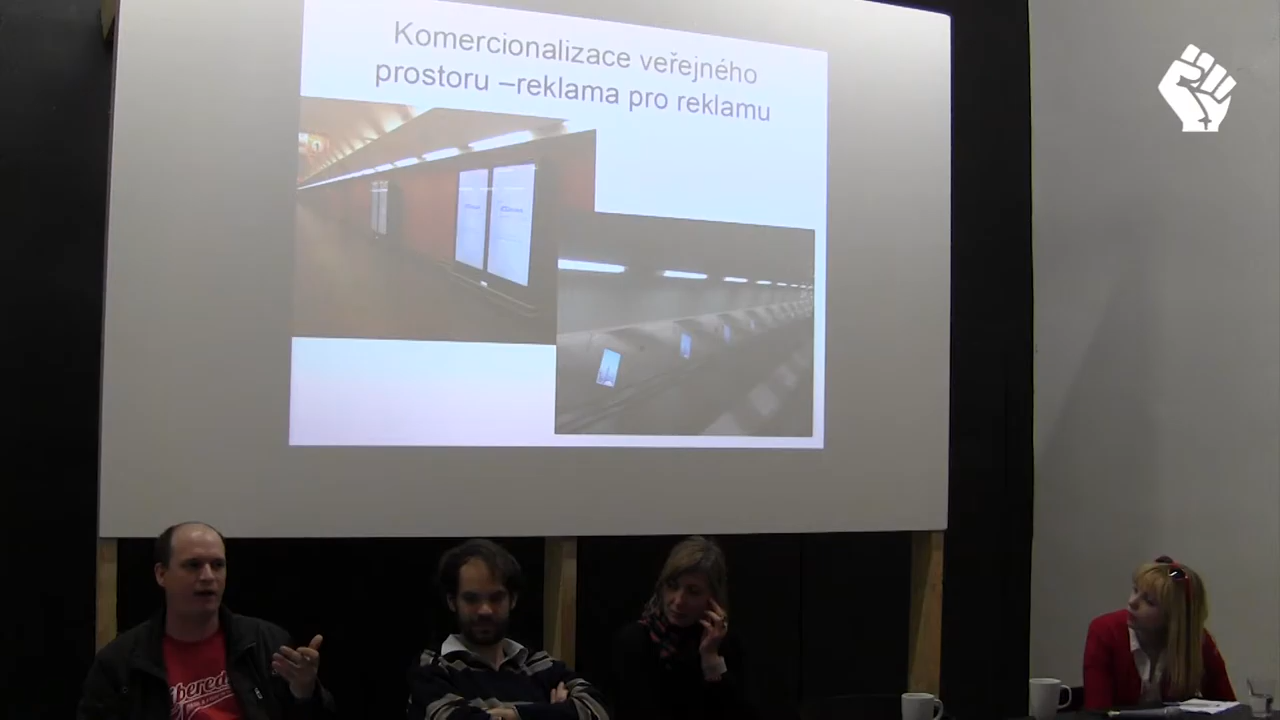 Komercionalizace veřejného
prostoru –reklama pro reklamu